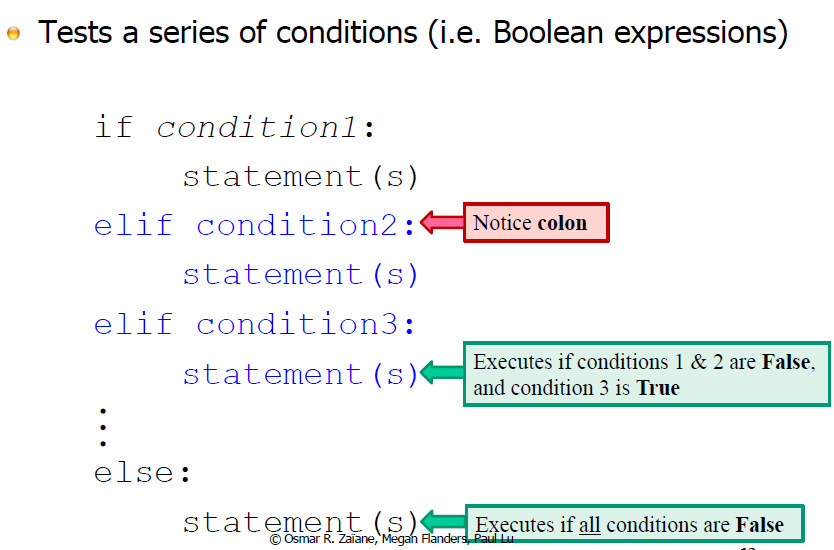 Tests a series of conditions (i.e. Boolean expressions)
if condition1:
statement(s)
elif condition2:
Notice colon
statement(s)
elif condition3:
statement(s)
Executes if conditions 1 & 2 are False,
and condition 3 is True
else:
statement(s)
Executes if all conditions are False
© Osmar R. Zaïane, Megan Flanders, Paul Lu